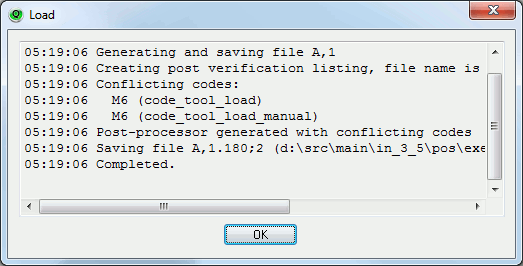 Load
05:19:06 Generating and saving file A,1
05:19:06 Creating post verification listing, file name is
05:19:06 Conflicting codes:
05:19:06   M6 (code_tool_load)
05:19:06   M6 (code_tool_load_manual)
05:19:06 Post-processor generated with conflicting codes
05:19:06 Saving file A,1.180;2 (d:\src\main\in_3_5\pos\exe
05:19:06 Completed.
OK